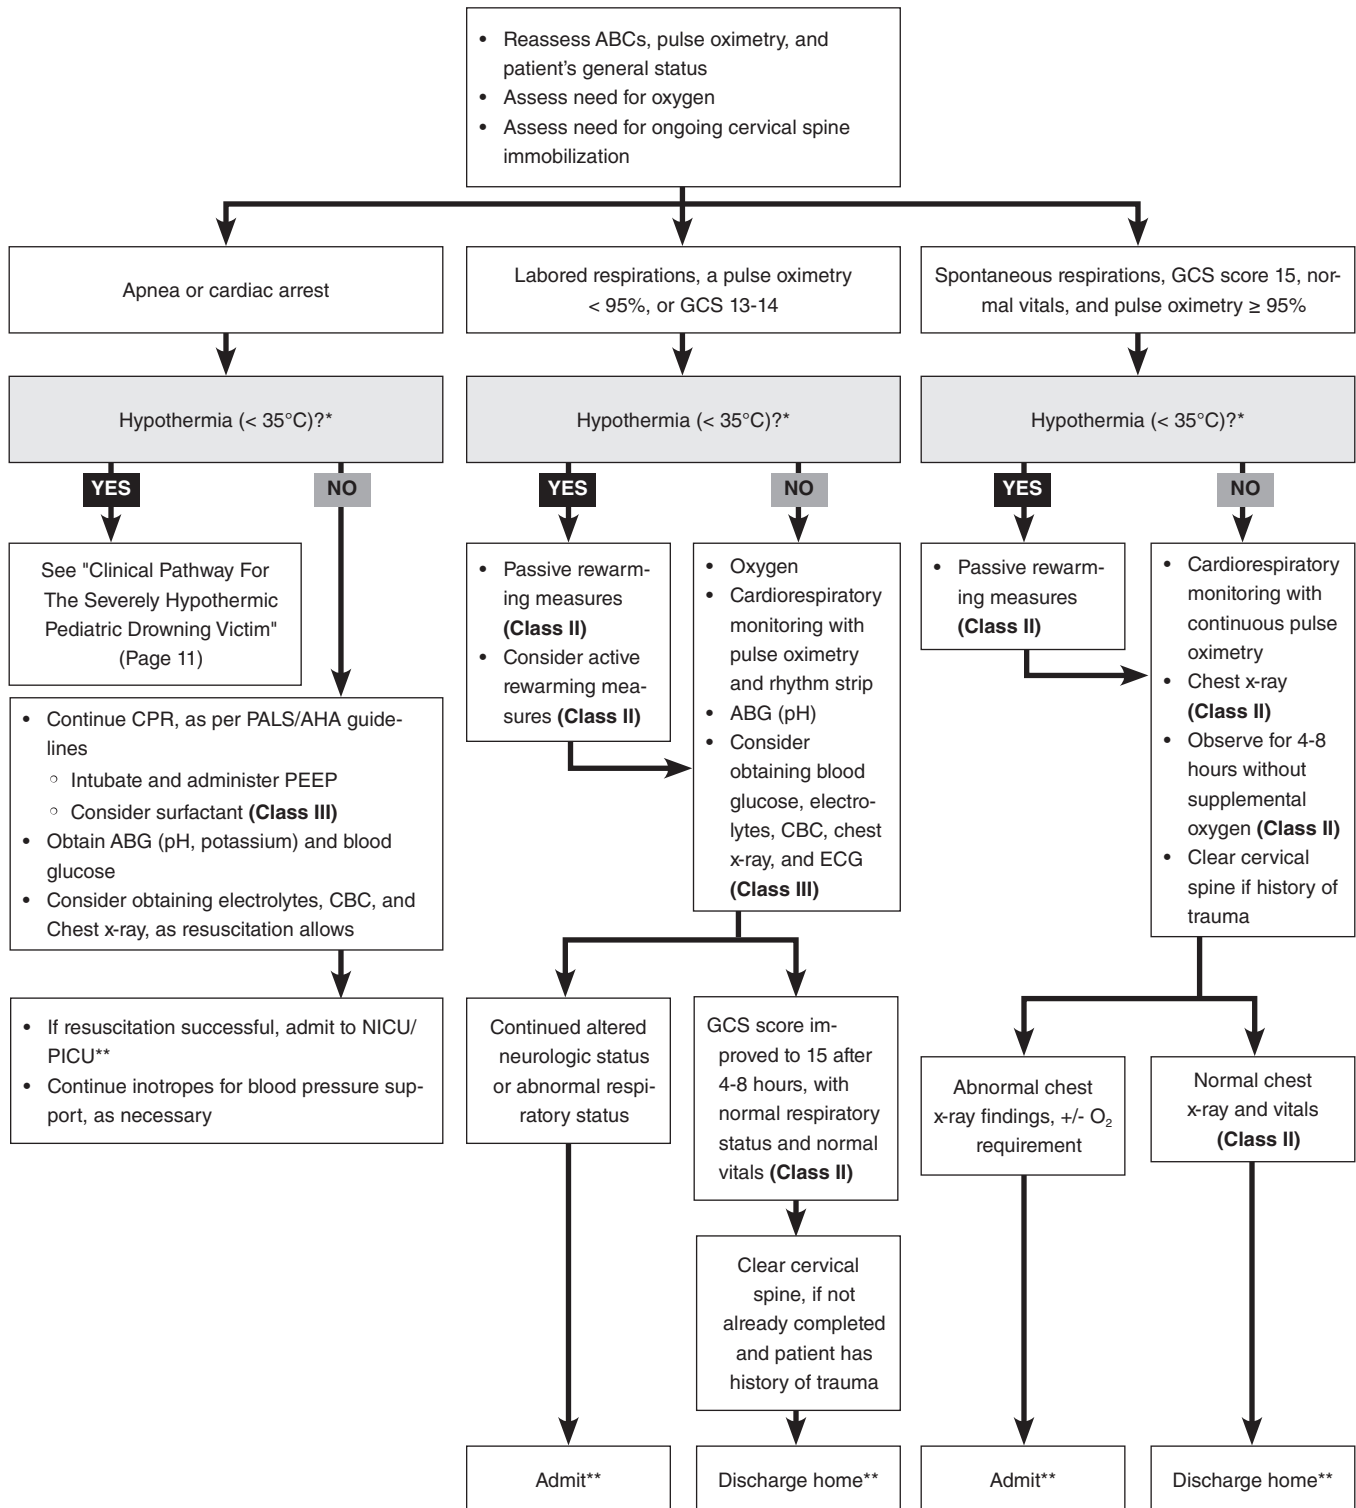 • Reassess ABCs, pulse oximetry, and
patient's general status
• Assess need for oxygen
• Assess need for ongoing cervical spine
immobilization
Apnea or cardiac arrest
Labored respirations, a pulse oximetry
< 95%, or GCS 13-14
Spontaneous respirations, GCS score 15, nor-
mal vitals, and pulse oximetry ≥ 95%
Hypothermia (< 35°C)?*
Hypothermia (< 35°C)?*
Hypothermia (< 35°C)?*
YES
NO
YES
NO
YES
NO
See "Clinical Pathway For
The Severely Hypothermic
Pediatric Drowning Victim"
(Page 11)
• Continue CPR, as per PALS/AHA guide-
lines
○ Intubate and administer PEEP
○ Consider surfactant (Class III)
• Obtain ABG (pH, potassium) and blood
glucose
• Consider obtaining electrolytes, CBC, and
Chest x-ray, as resuscitation allows
• If resuscitation successful, admit to NICU/
PICU**
• Continue inotropes for blood pressure sup-
port, as necessary
• Passive rewarm-
ing measures
(Class II)
• Consider active
rewarming mea-
sures (Class II)
• Oxygen
• Cardiorespiratory
monitoring with
pulse oximetry
and rhythm strip
• ABG (pH)
• Consider
obtaining blood
glucose, electro-
lytes, CBC, chest
x-ray, and ECG
(Class III)
Continued altered
neurologic status
or abnormal respi-
ratory status
GCS score im-
proved to 15 after
4-8 hours, with
normal respiratory
status and normal
vitals (Class II)
Clear cervical
spine, if not
already completed
and patient has
history of trauma
Admit**
Discharge home**
• Passive rewarm-
ing measures
(Class II)
• Cardiorespiratory
monitoring with
continuous pulse
oximetry
• Chest x-ray
(Class II)
• Observe for 4-8
hours without
supplemental
oxygen (Class II)
• Clear cervical
spine if history of
trauma
Abnormal chest
x-ray findings, +/- O₂
requirement
Normal chest
x-ray and vitals
(Class II)
Admit**
Discharge home**